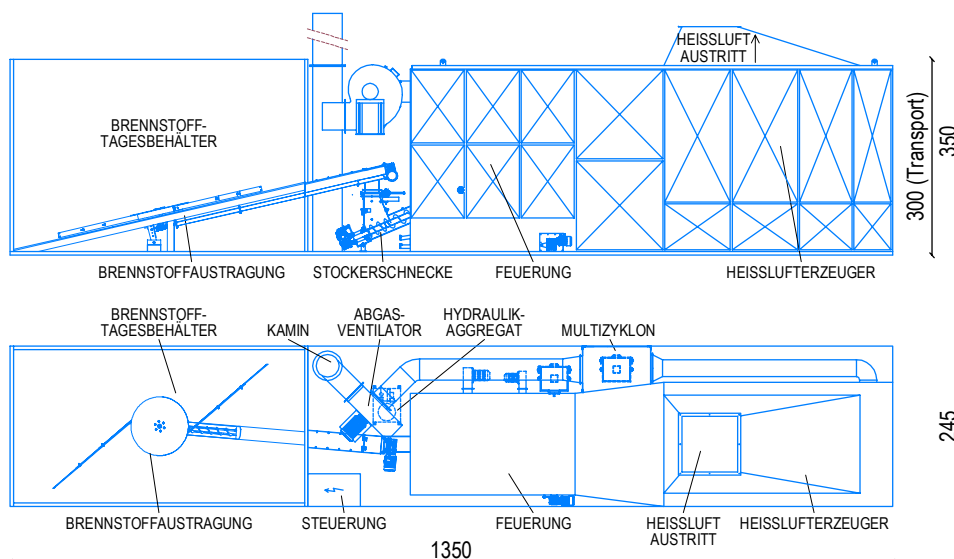 HEISSLUFT
AUSTRITT
BRENNSTOFF-
TAGESBEHÄLTER
300 (Transport)
350
BRENNSTOFFAUSTRAGUNG
STOCKERSCHNECKE
FEUERUNG
HEISSLUFTERZEUGER
BRENNSTOFF-
TAGESBEHÄLTER
KAMIN
ABGAS-
VENTILATOR
HYDRAULIK-
AGGREGAT
MULTIZYKLON
245
BRENNSTOFFAUSTRAGUNG
STEUERUNG
FEUERUNG
HEISSLUFT
AUSTRITT
HEISSLUFTERZEUGER
1350